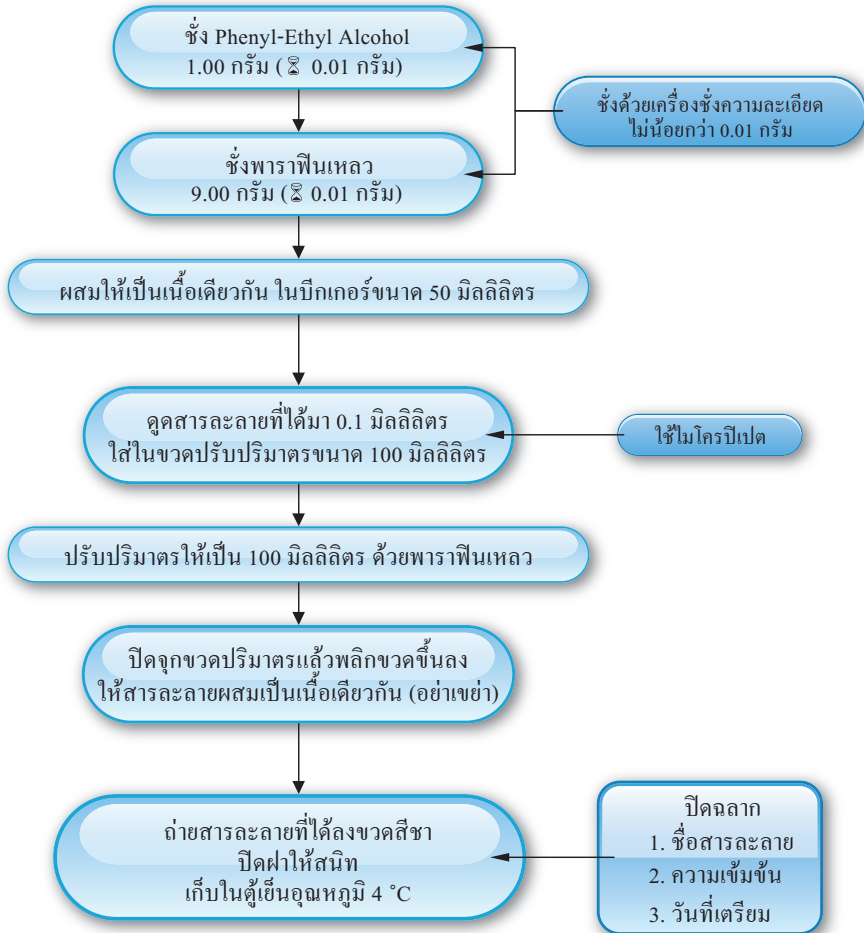 ชั่ง Phenyl-Ethyl Alcohol
1.00 กรัม (⌛ 0.01 กรัม)
ชั่งด้วยเครื่องชั่งความละเอียด
ไม่น้อยกว่า 0.01 กรัม
ชั่งพาราฟินเหลว
9.00 กรัม (⌛ 0.01 กรัม)
ผสมให้เป็นเนื้อเดียวกัน ในบีกเกอร์ขนาด 50 มิลลิลิตร
ดูดสารละลายที่ได้มา 0.1 มิลลิลิตร
ใส่ในขวดปรับปริมาตรขนาด 100 มิลลิลิตร
ใช้ไมโครปิเปต
ปรับปริมาตรให้เป็น 100 มิลลิลิตร ด้วยพาราฟินเหลว
ปิดจุกขวดปริมาตรแล้วพลิกขวดขึ้นลง
ให้สารละลายผสมเป็นเนื้อเดียวกัน (อย่าเขย่า)
ถ่ายสารละลายที่ได้ลงขวดสีชา
ปิดฝาให้สนิท
เก็บในตู้เย็นอุณหภูมิ 4 °C
ปิดฉลาก
1. ชื่อสารละลาย
2. ความเข้มข้น
3. วันที่เตรียม